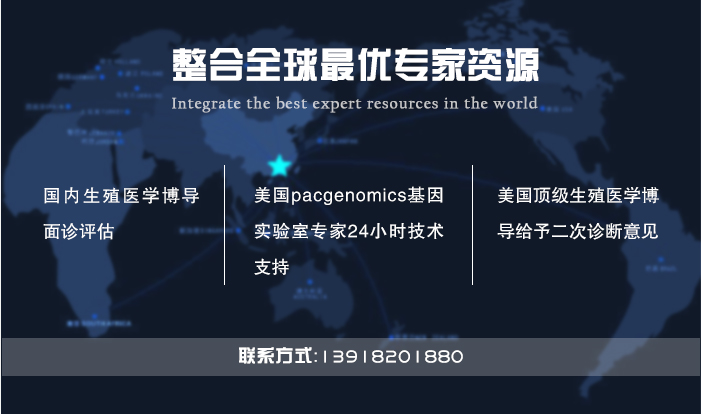 整合全球最优专家资源
Integrate the best expert resources in the world
国内生殖医学博导
面诊评估
美国pacgenomics基因
实验室专家24小时技术
支持
美国顶级生殖医学博
导给予二次诊断意见
联系方式:13918201880